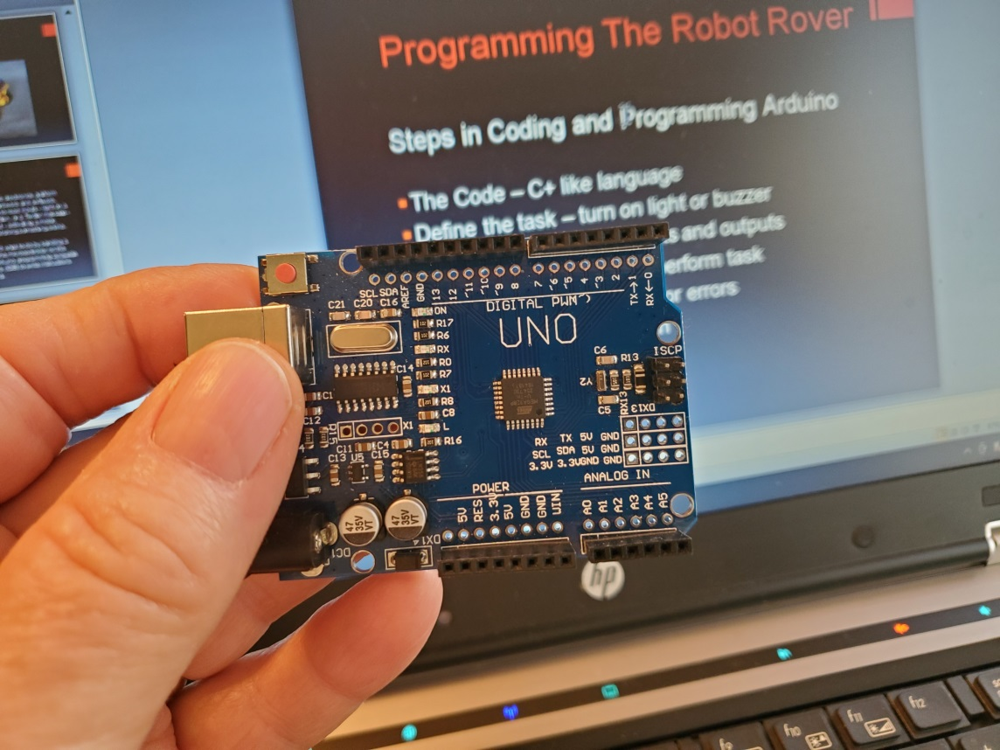 Programming The Robot Rover
Steps in Coding and Programming Arduino
The Code – C+ like language
Define the task – turn on light or buzzer
s and outputs
erform task
r errors
SCL SDA AREF GND 13 12 ~11 ~10 ~9 8 7 ~6 ~5 4 ~3 2 TX→1 RX←0
DIGITAL PWM~)
UNO
C21 C20 C16
ON
R17
R6
RX
R0
R7
X1
R8
C8
L
R16
C14
C1
C12
X1
C11 C4
C13 U5 C15
C6 R13 ISCP
Y2
C5 RX13 DX13
RX TX 5V GND
SCL SDA 5V GND
3.3V 3.3VGND GND
POWER
5V RES 3.3V 5V GND GND VIN
ANALOG IN
A0 A1 A2 A3 A4 A5
47
35V
VT
47
35V
VT
DC1
DX14
hp
f9
f10
f11
f12